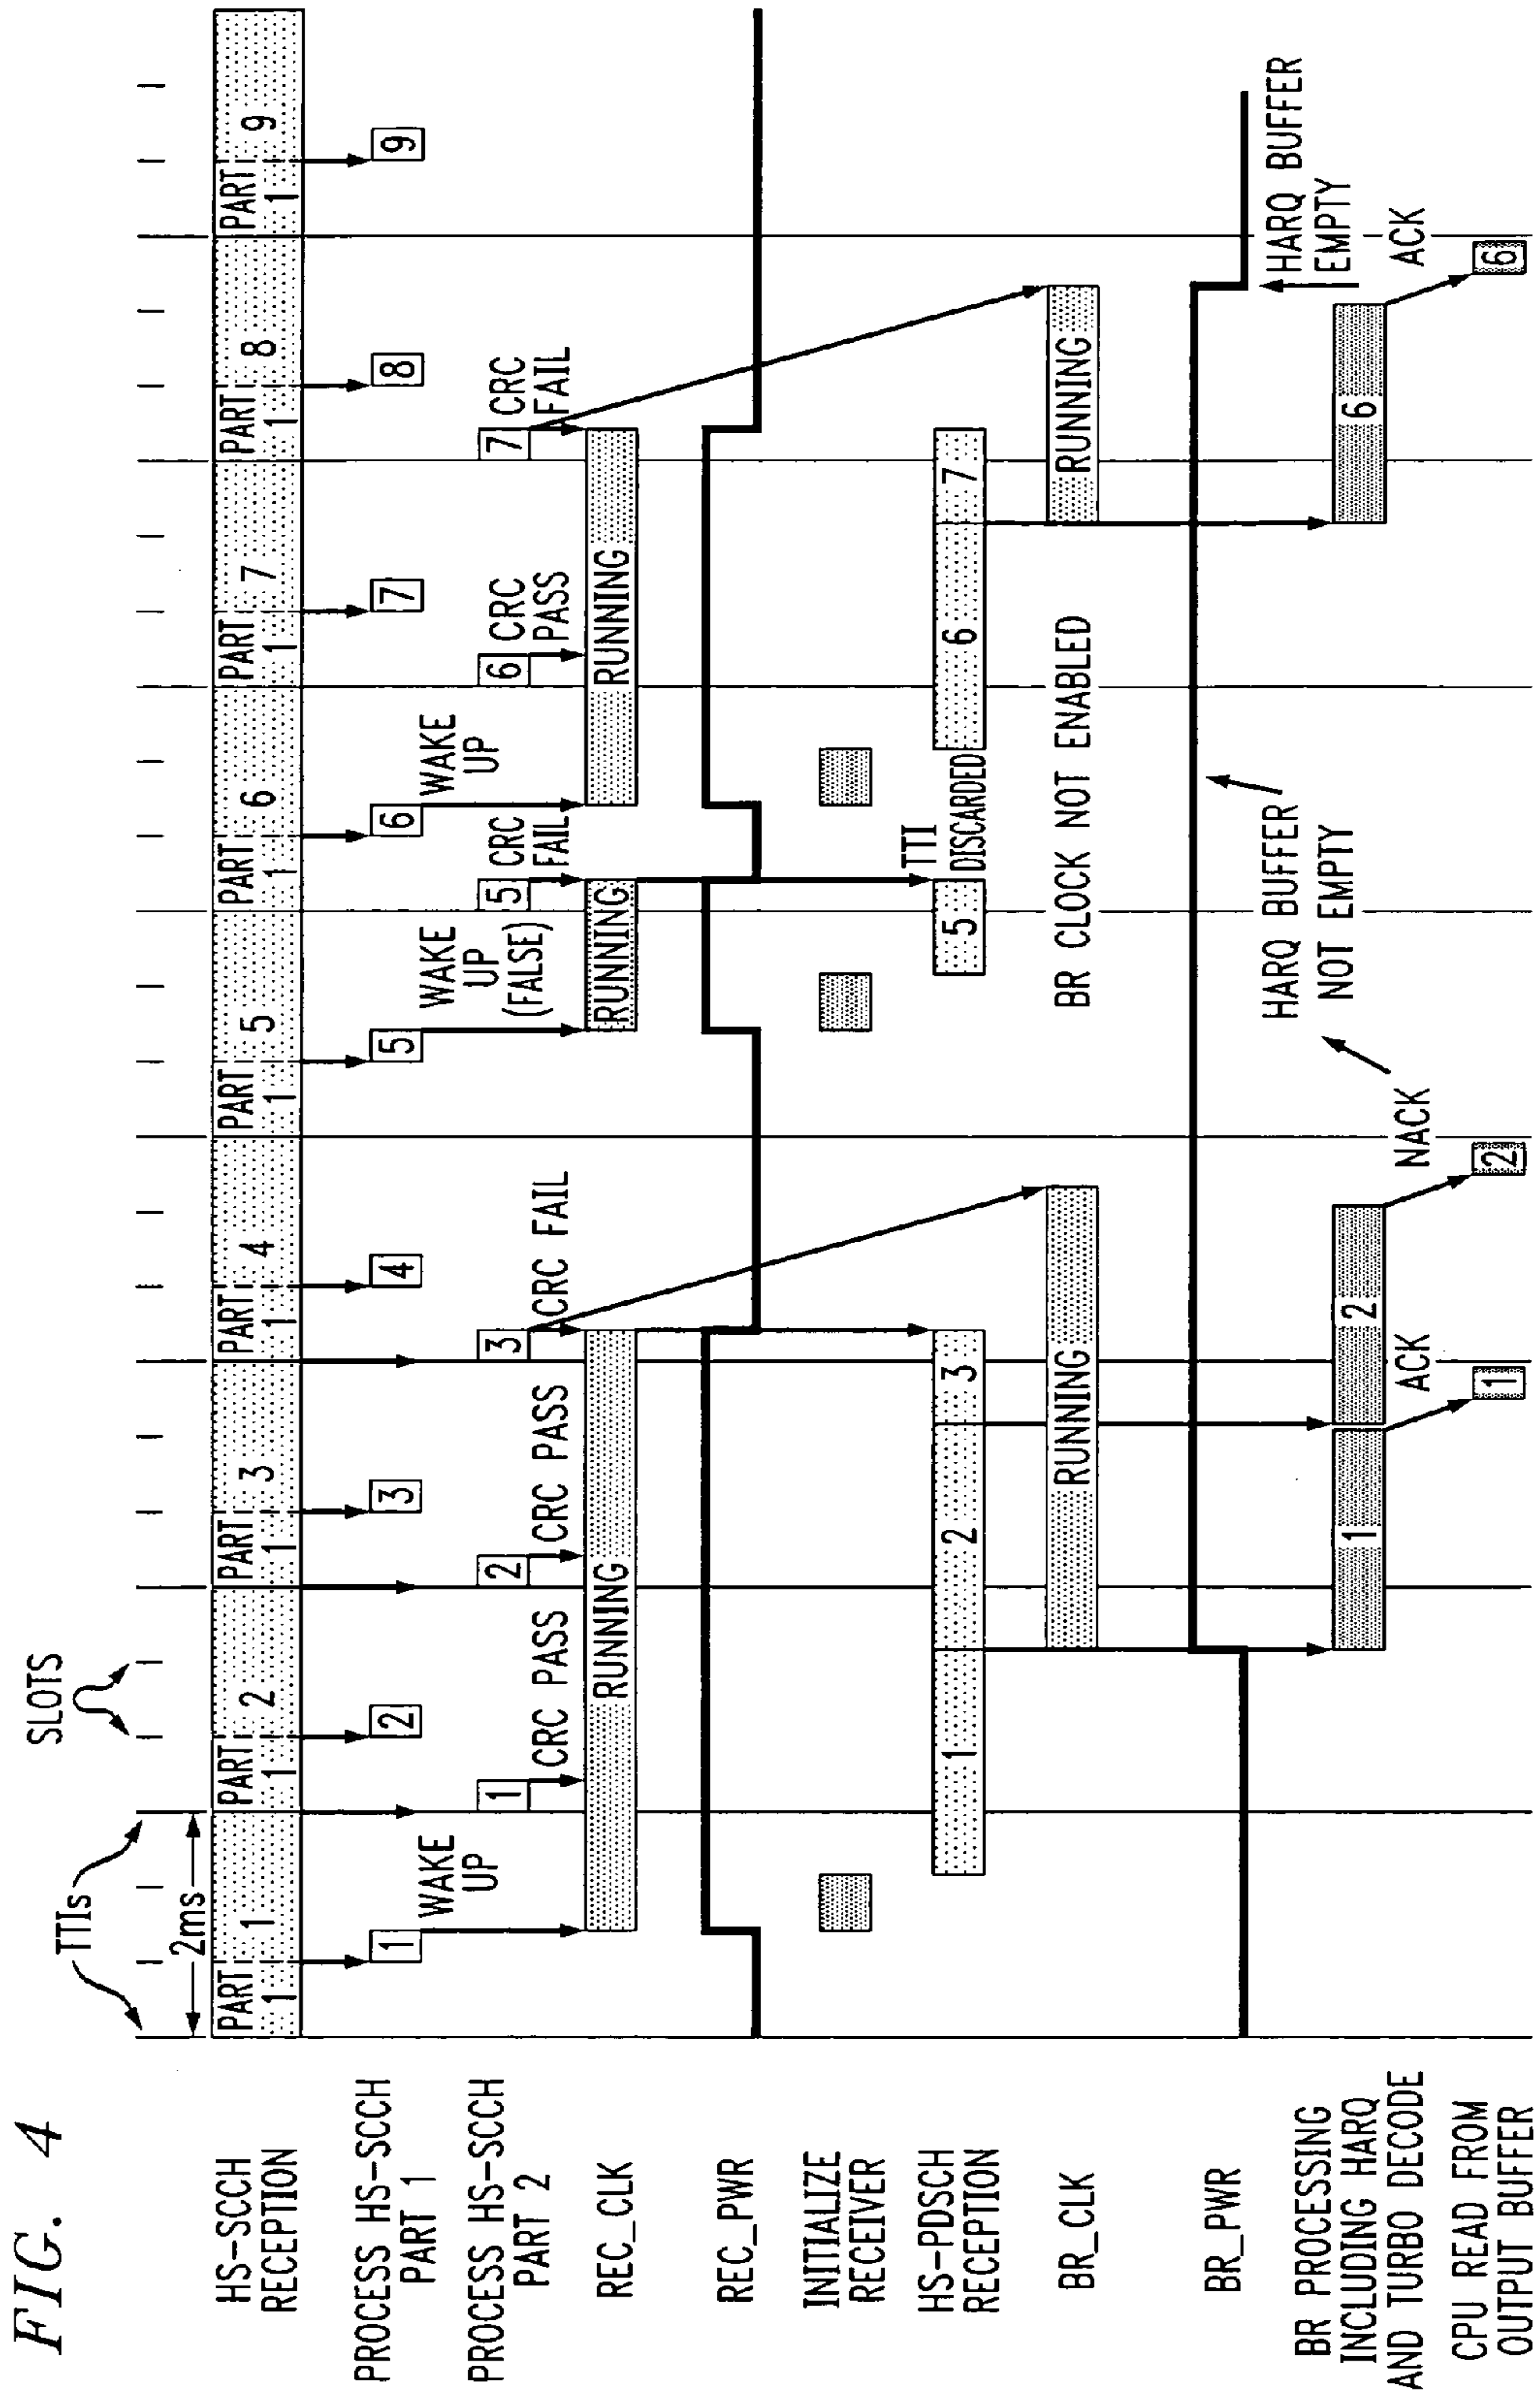 FIG. 4
TTIs
SLOTS
2ms
HS-SCCH
RECEPTION
PART 1 1 PART 1 2 PART 1 3 PART 1 4 PART 1 5 PART 1 6 PART 1 7 PART 1 8 PART 1 9
PROCESS HS-SCCH
PART 1
1 2 3 4 5 6 7 8 9
WAKE
UP
WAKE
UP
(FALSE)
WAKE
UP
PROCESS HS-SCCH
PART 2
1 2 3 5 6 7
CRC PASS
CRC PASS
CRC FAIL
CRC
FAIL
CRC
PASS
CRC
FAIL
REC_CLK
RUNNING RUNNING RUNNING
REC_PWR
INITIALIZE
RECEIVER
HS-PDSCH
RECEPTION
1 2 3 5 6 7
TTI
DISCARDED
BR_CLK
RUNNING
BR CLOCK NOT ENABLED
RUNNING
BR_PWR
HARQ BUFFER
NOT EMPTY
HARQ BUFFER
EMPTY
BR PROCESSING
INCLUDING HARQ
AND TURBO DECODE
1 2 6
ACK
NACK
ACK
CPU READ FROM
OUTPUT BUFFER
1 2 6